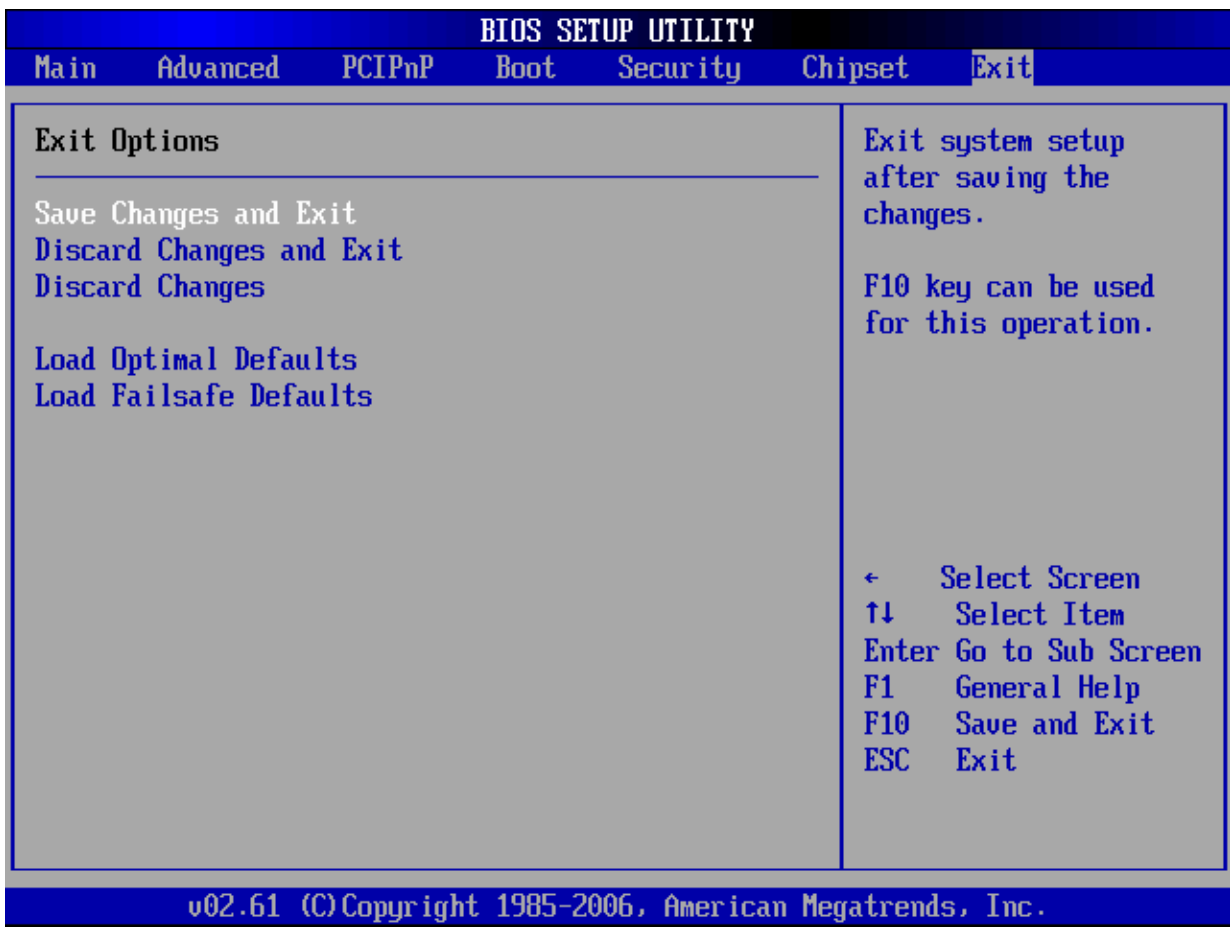 BIOS SETUP UTILITY
Main Advanced PCIPnP Boot Security Chipset Exit
Exit Options
Save Changes and Exit
Discard Changes and Exit
Discard Changes
Load Optimal Defaults
Load Failsafe Defaults
Exit system setup
after saving the
changes.
F10 key can be used
for this operation.
← Select Screen
↑↓ Select Item
Enter Go to Sub Screen
F1 General Help
F10 Save and Exit
ESC Exit
v02.61 (C)Copyright 1985-2006, American Megatrends, Inc.